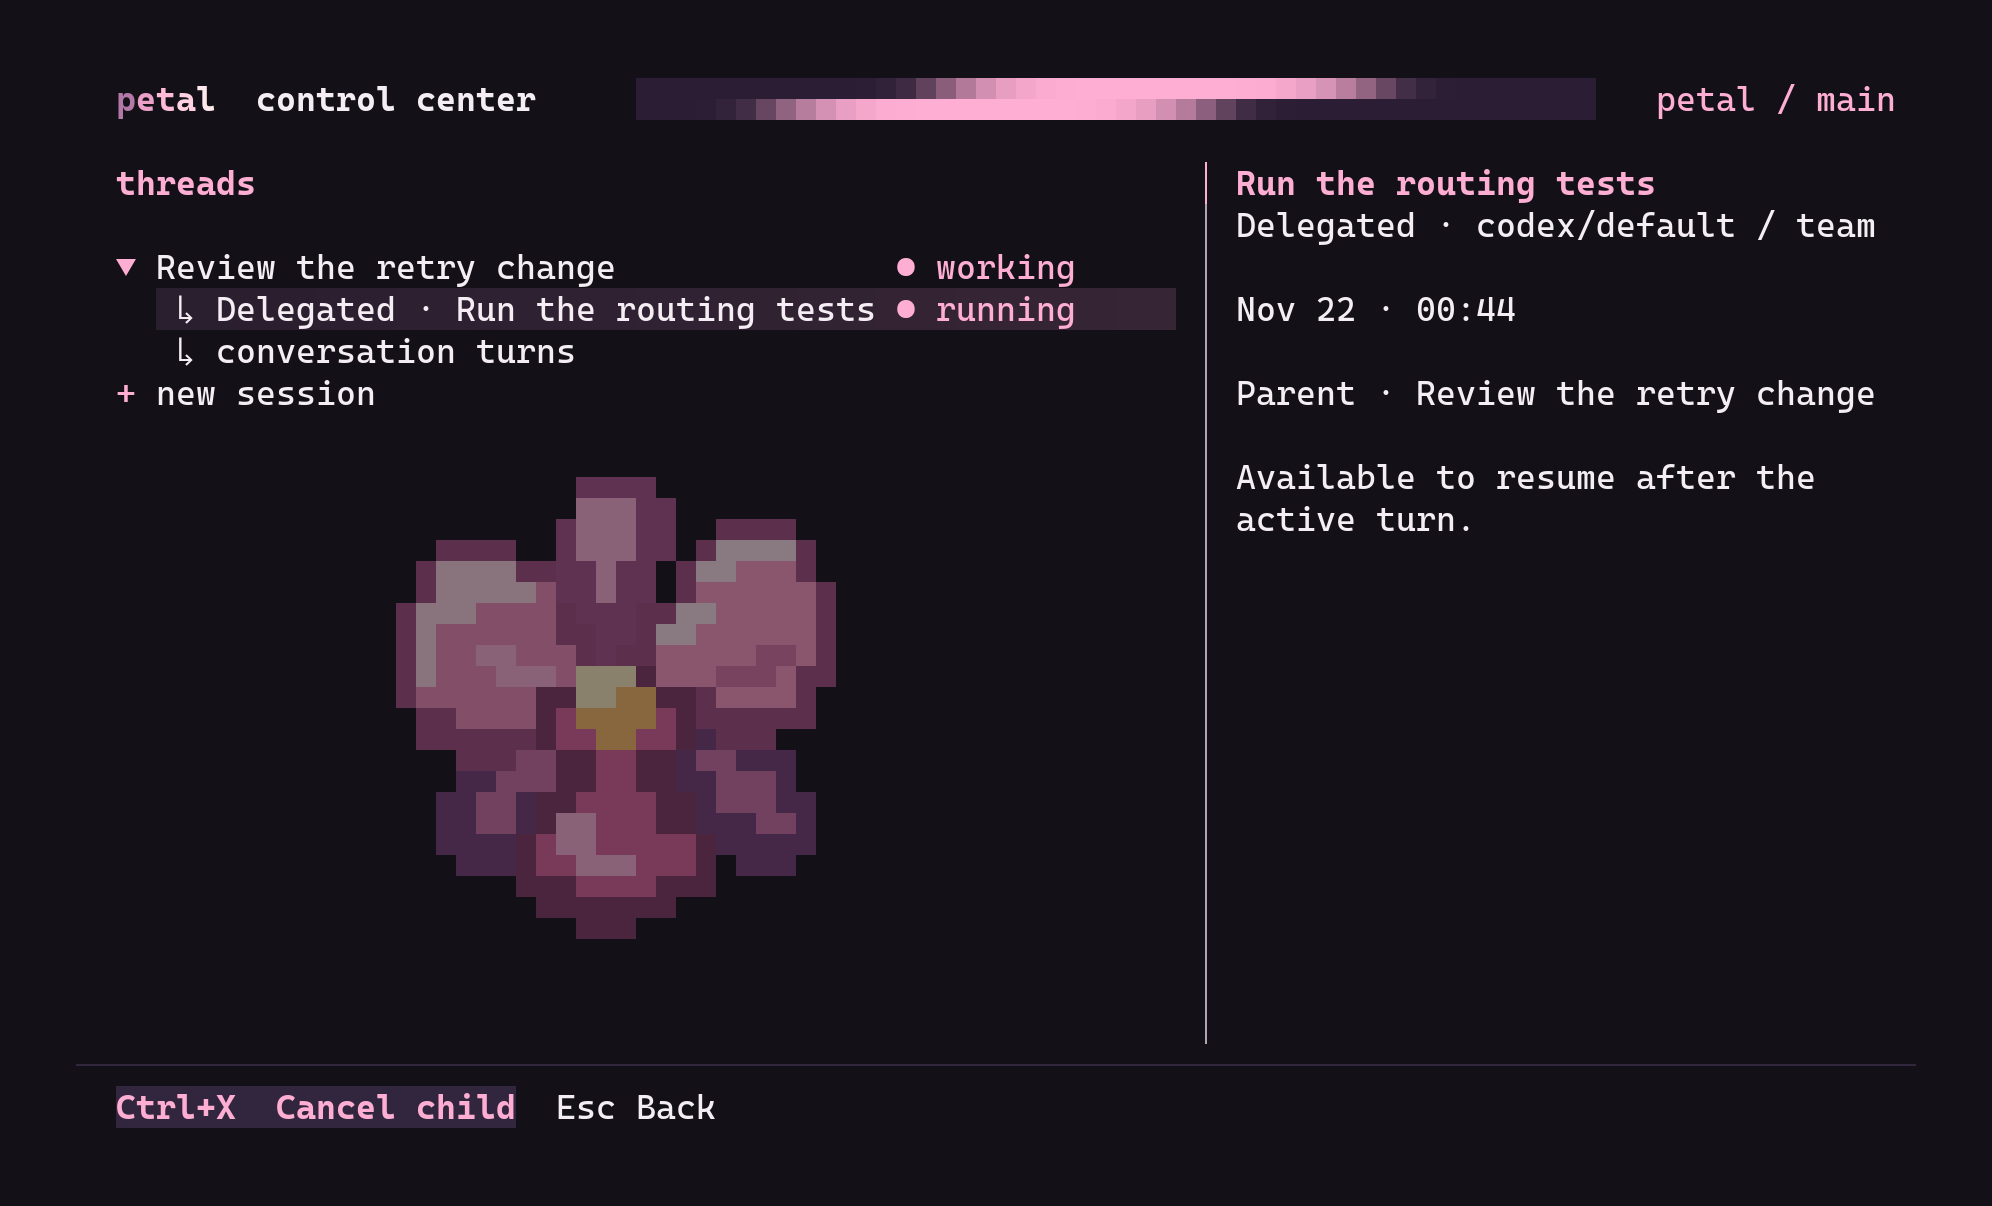 petal control center
petal / main
threads
▼ Review the retry change ● working
↳ Delegated · Run the routing tests ● running
↳ conversation turns
+ new session
Run the routing tests
Delegated · codex/default / team
Nov 22 · 00:44
Parent · Review the retry change
Available to resume after the
active turn.
Ctrl+X Cancel child Esc Back